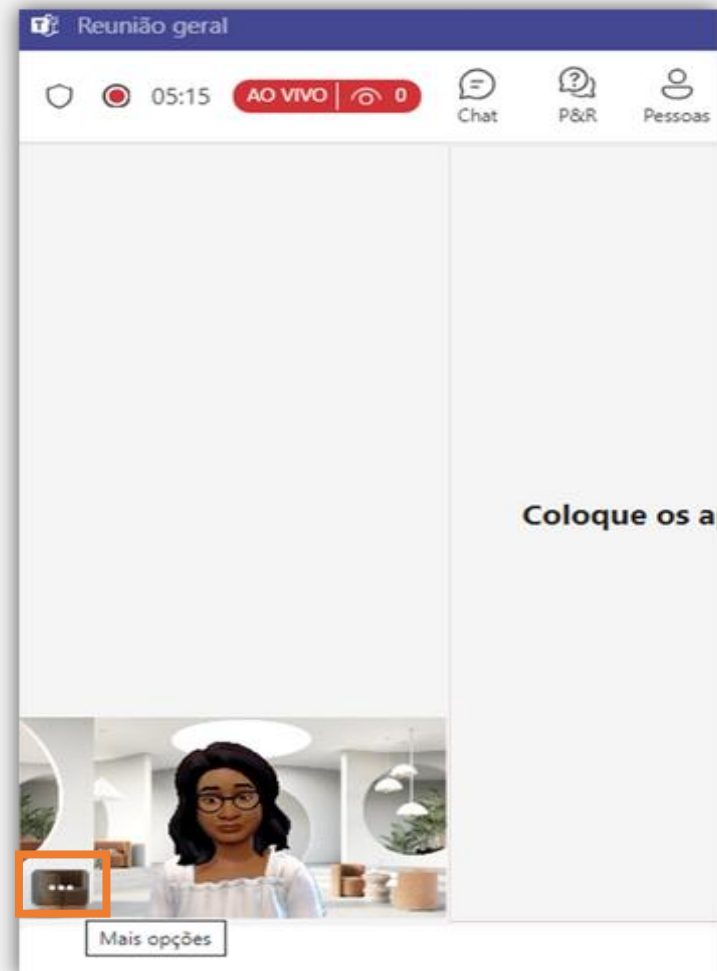 Reunião geral
05:15 AO VIVO | 0
Chat P&R Pessoas
Coloque os a
Mais opções